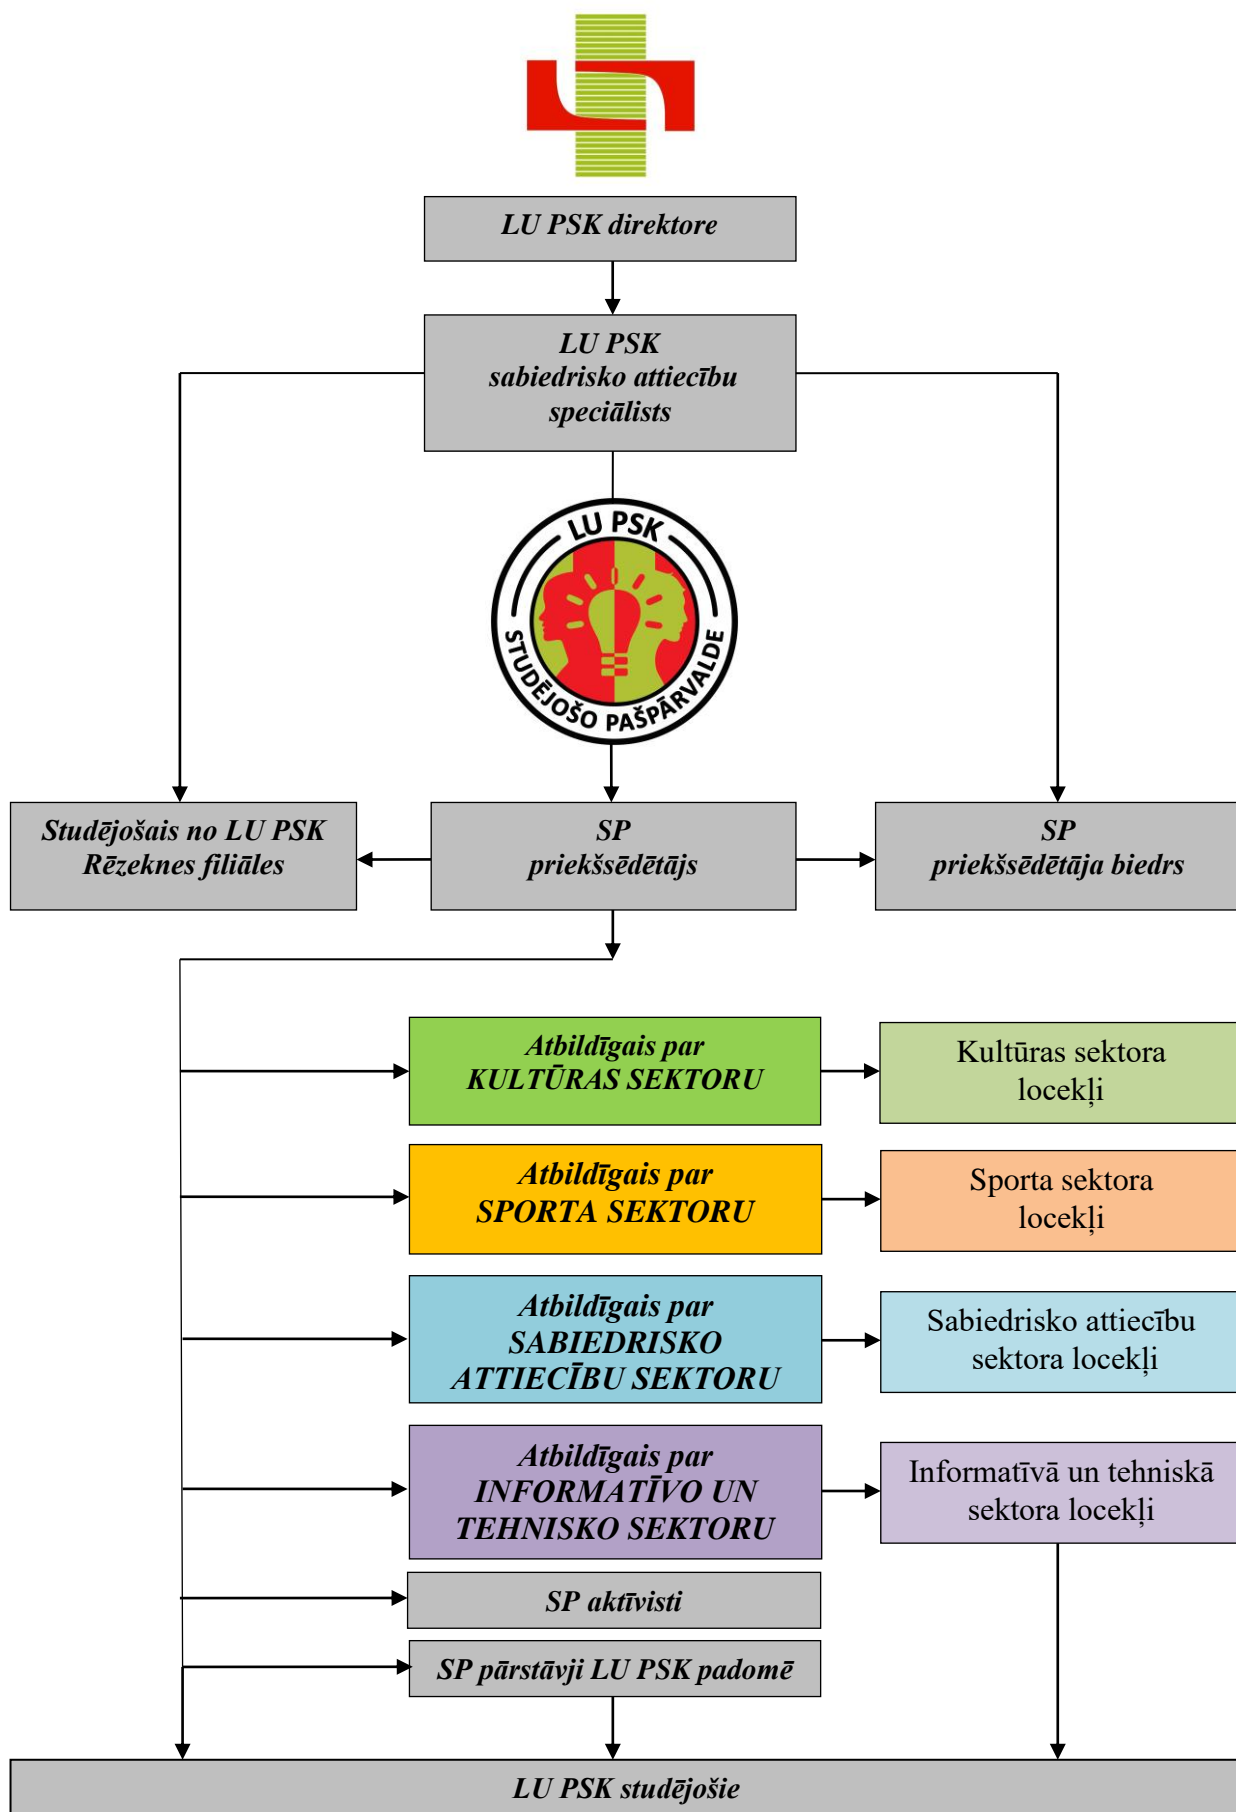 LU PSK direktore
LU PSK
sabiedrisko attiecību
speciālists
LU PSK
STUDĒJOŠO PAŠPĀRVALDE
Studējošais no LU PSK
Rēzeknes filiāles
SP
priekšsēdētājs
SP
priekšsēdētāja biedrs
Atbildīgais par
KULTŪRAS SEKTORU
Kultūras sektora
locekļi
Atbildīgais par
SPORTA SEKTORU
Sporta sektora
locekļi
Atbildīgais par
SABIEDRISKO
ATTIECĪBU SEKTORU
Sabiedrisko attiecību
sektora locekļi
Atbildīgais par
INFORMATĪVO UN
TEHNISKO SEKTORU
Informatīvā un tehniskā
sektora locekļi
SP aktīvisti
SP pārstāvji LU PSK padomē
LU PSK studējošie